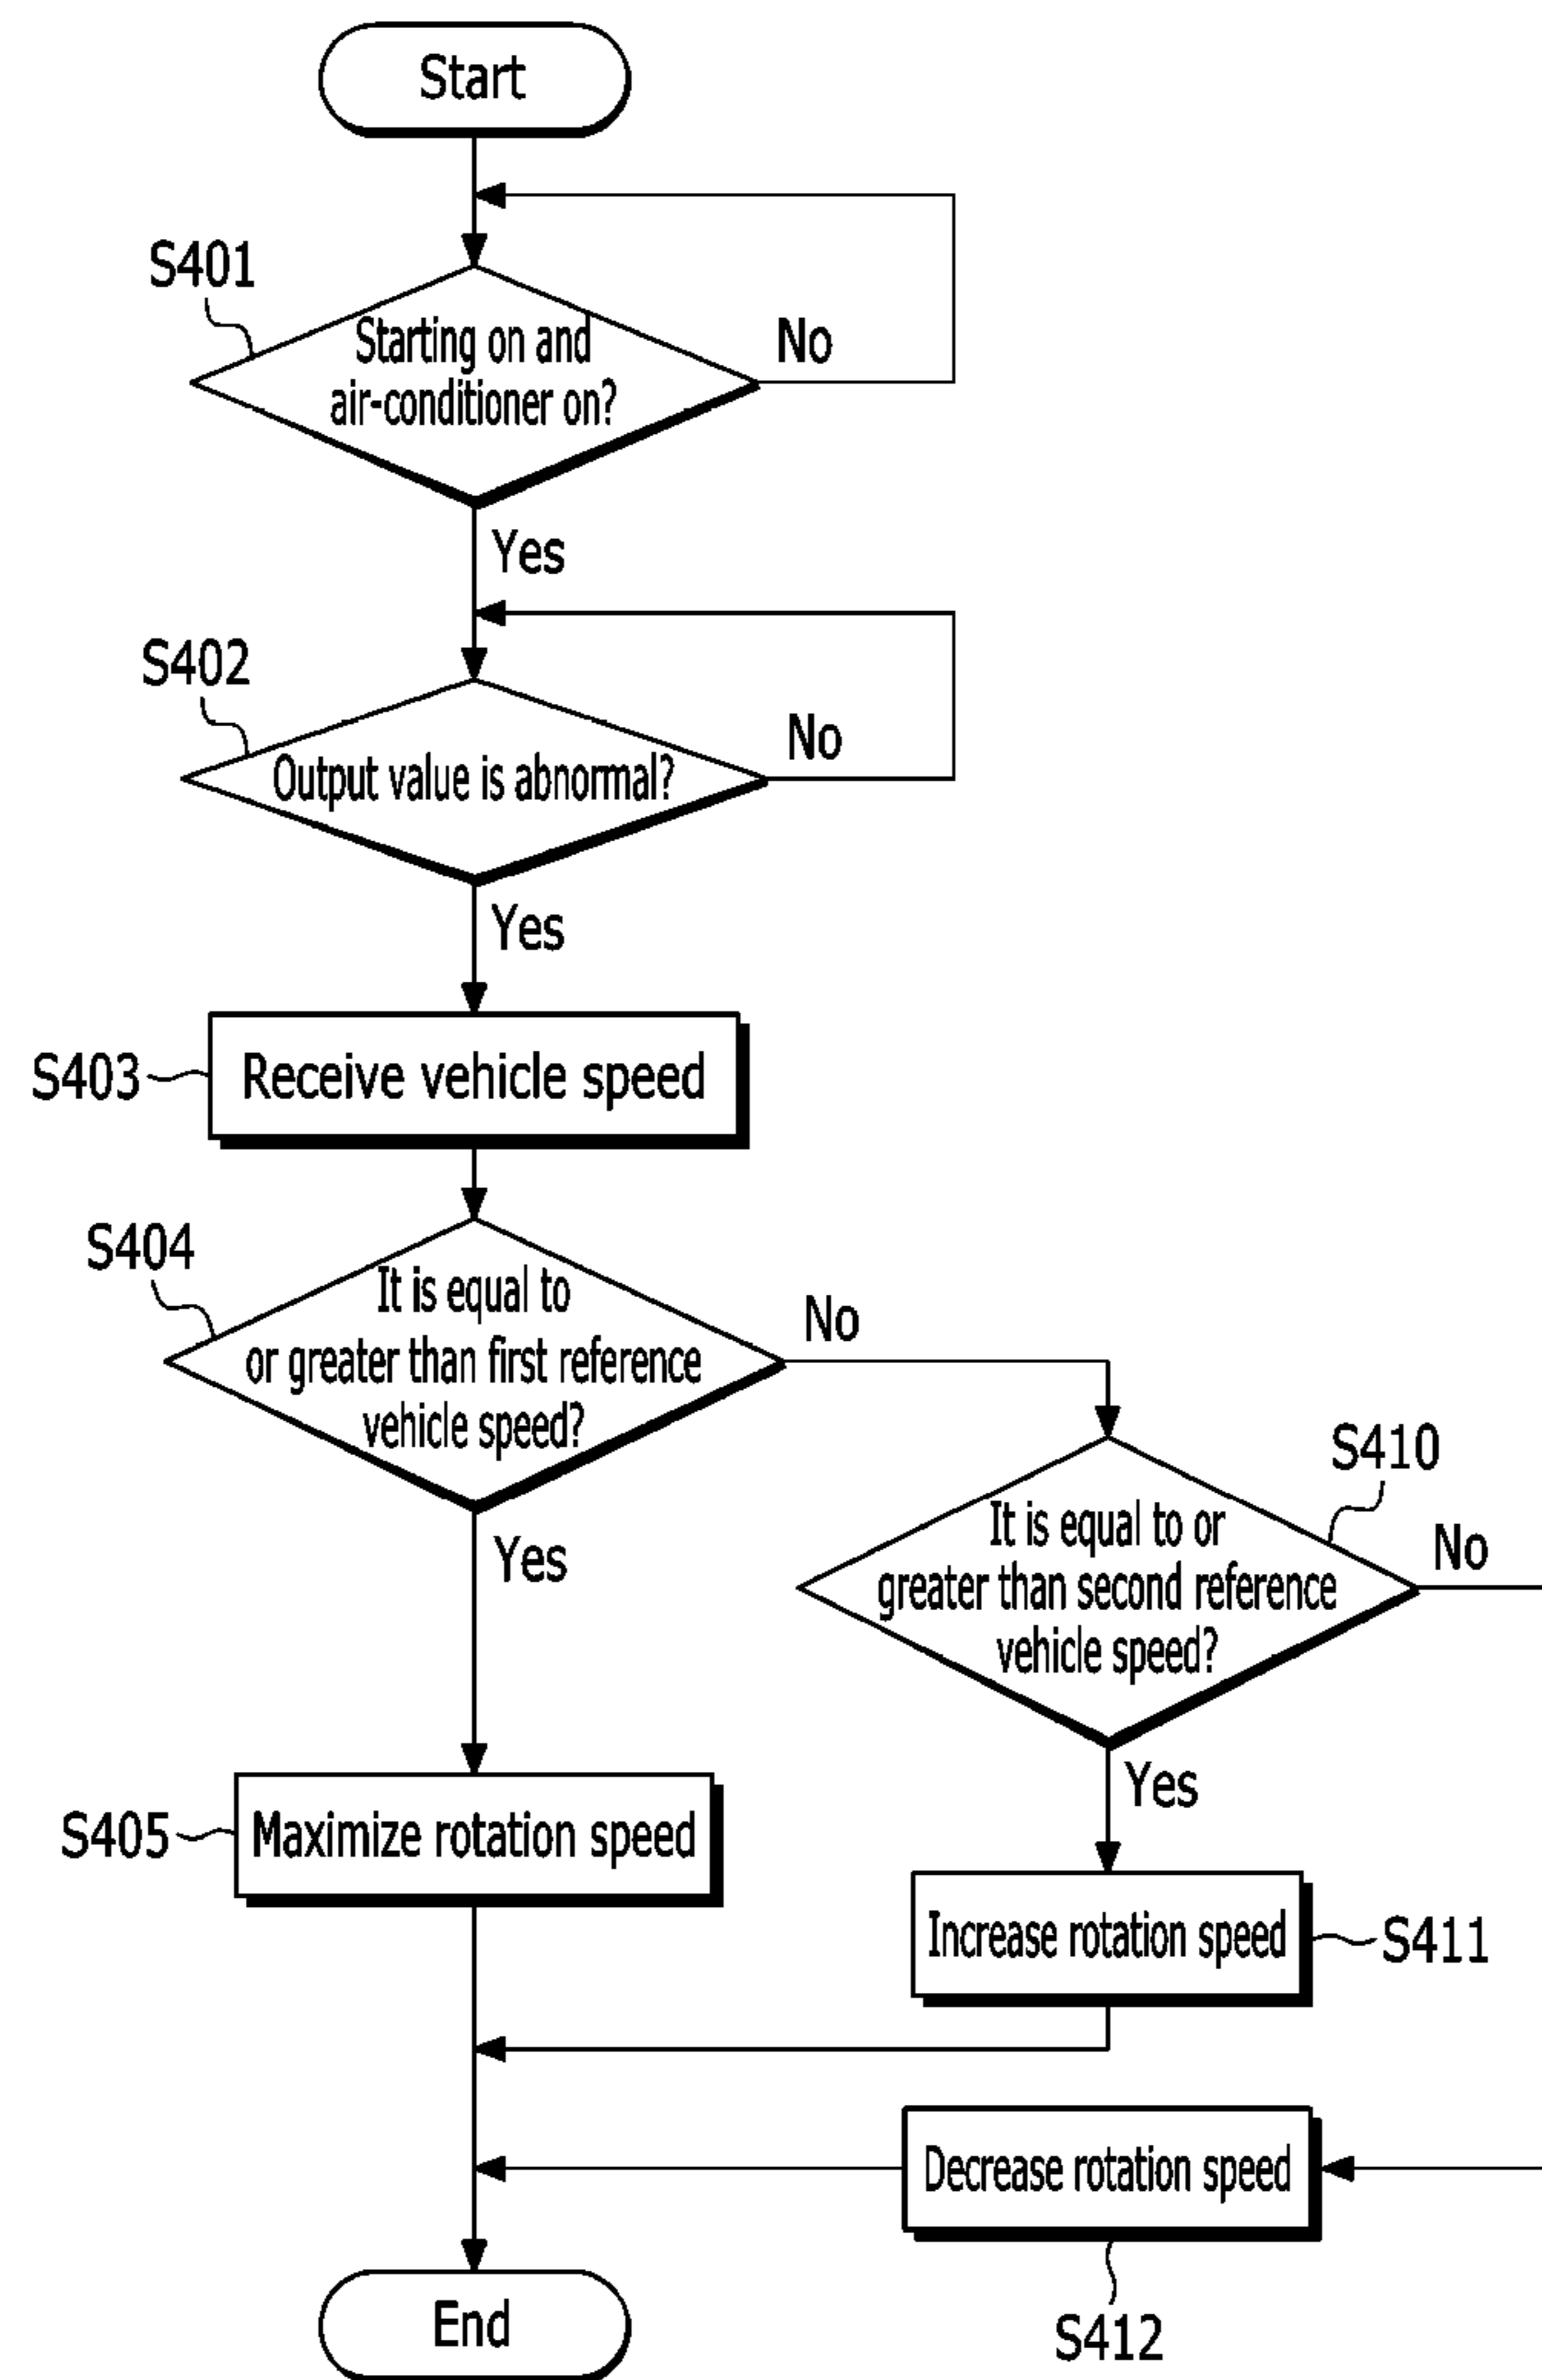 Start
S401
Starting on and
air-conditioner on?
No
Yes
S402
Output value is abnormal?
No
Yes
S403
Receive vehicle speed
S404
It is equal to
or greater than first reference
vehicle speed?
No
Yes
S410
It is equal to or
greater than second reference
vehicle speed?
No
Yes
S405
Maximize rotation speed
Increase rotation speed
S411
Decrease rotation speed
S412
End